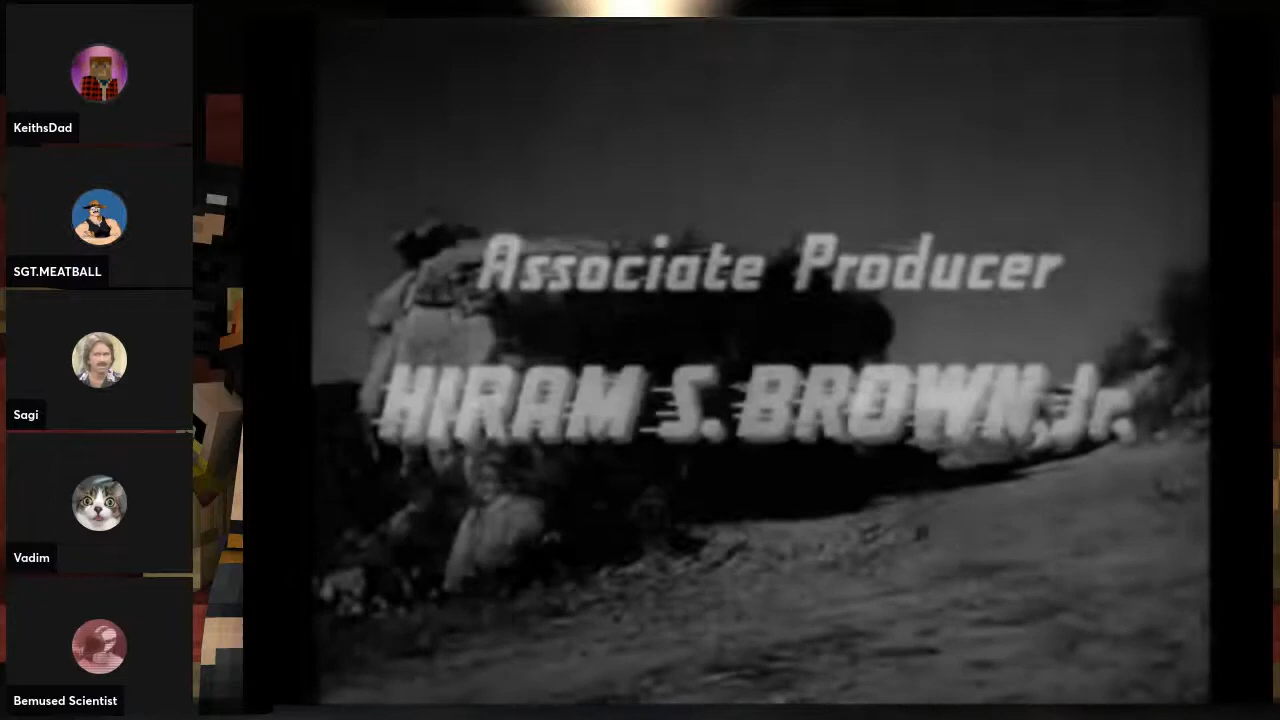 KeithsDad
SGT.MEATBALL
Sagi
Vadim
Bemused Scientist
Associate Producer
HIRAM S. BROWN, Jr.